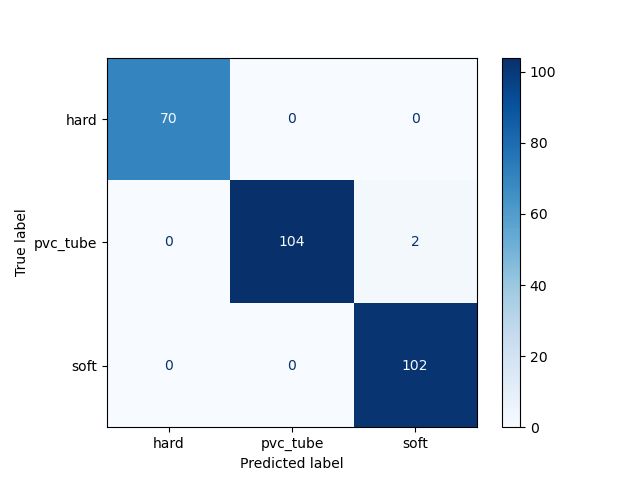 hard 70 0 0
pvc_tube 0 104 2
soft 0 0 102
hard pvc_tube soft
Predicted label
True label
100
80
60
40
20
0